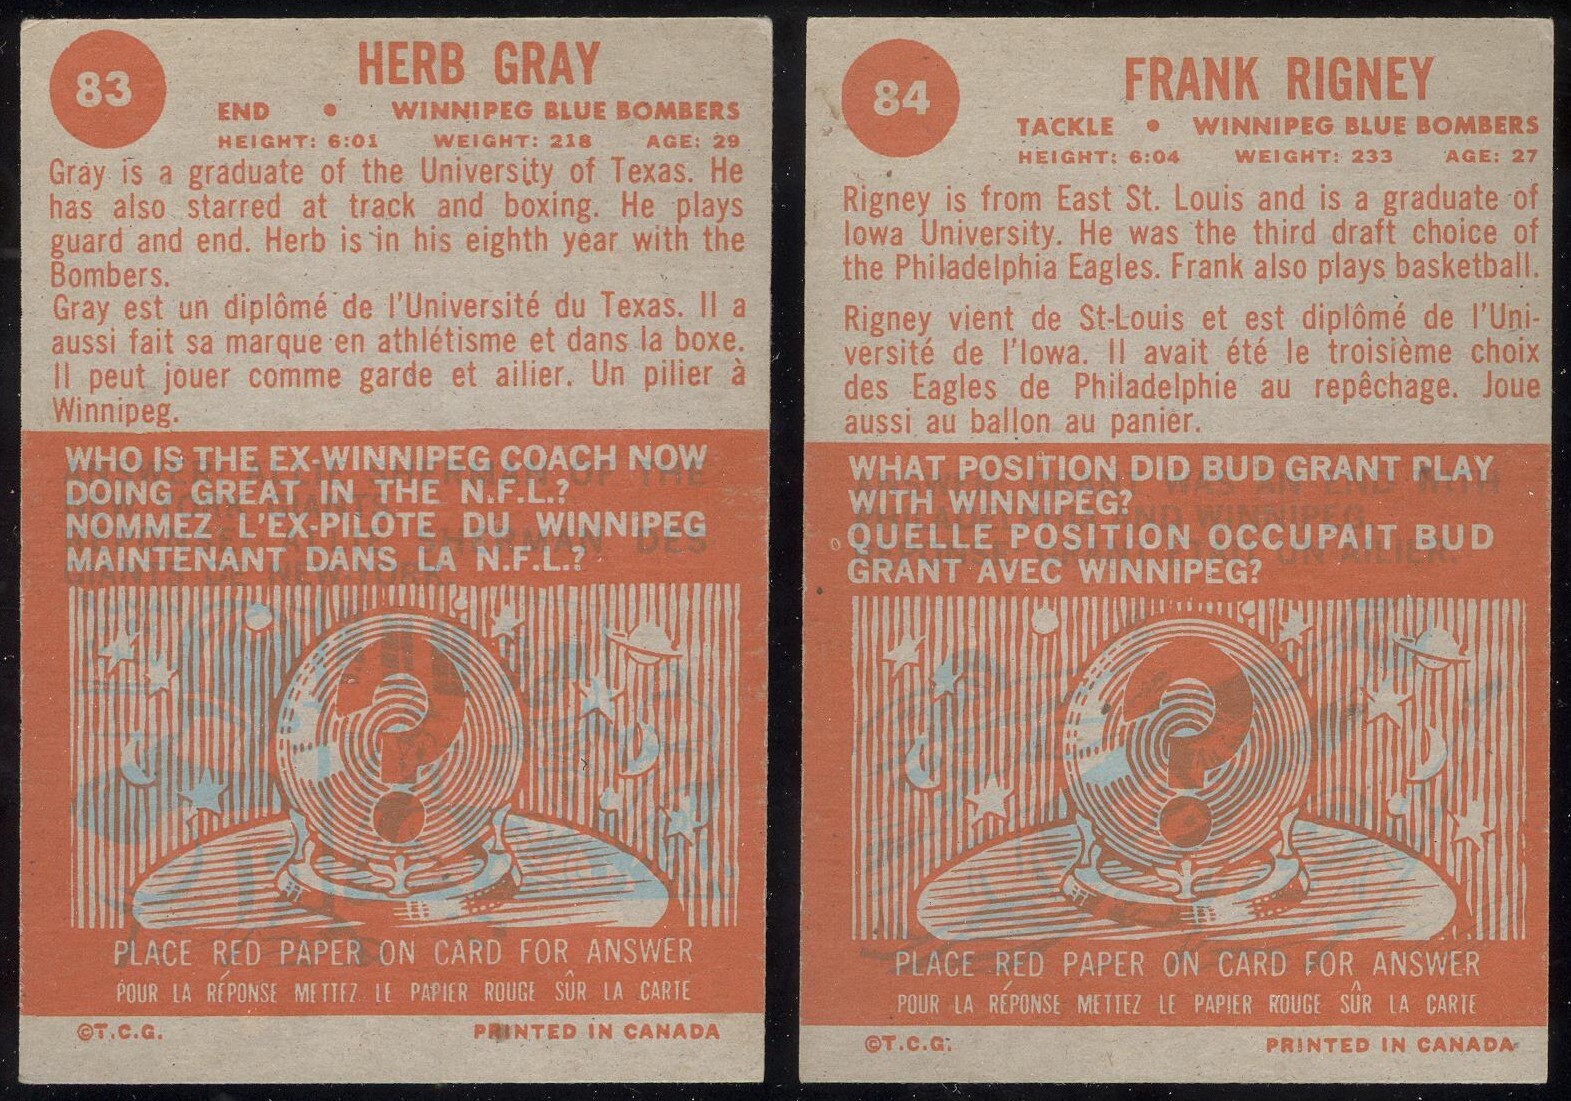 83
HERB GRAY
END • WINNIPEG BLUE BOMBERS
HEIGHT: 6:01 WEIGHT: 218 AGE: 29
Gray is a graduate of the University of Texas. He
has also starred at track and boxing. He plays
guard and end. Herb is in his eighth year with the
Bombers.
Gray est un diplômé de l'Université du Texas. Il a
aussi fait sa marque en athlétisme et dans la boxe.
Il peut jouer comme garde et ailier. Un pilier à
Winnipeg.
WHO IS THE EX-WINNIPEG COACH NOW
DOING GREAT IN THE N.F.L.?
NOMMEZ L'EX-PILOTE DU WINNIPEG
MAINTENANT DANS LA N.F.L.?
PLACE RED PAPER ON CARD FOR ANSWER
POUR LA RÉPONSE METTEZ LE PAPIER ROUGE SÛR LA CARTE
©T.C.G. PRINTED IN CANADA
84
FRANK RIGNEY
TACKLE • WINNIPEG BLUE BOMBERS
HEIGHT: 6:04 WEIGHT: 233 AGE: 27
Rigney is from East St. Louis and is a graduate of
Iowa University. He was the third draft choice of
the Philadelphia Eagles. Frank also plays basketball.
Rigney vient de St-Louis et est diplômé de l'Uni-
versité de l'Iowa. Il avait été le troisième choix
des Eagles de Philadelphie au repêchage. Joue
aussi au ballon au panier.
WHAT POSITION DID BUD GRANT PLAY
WITH WINNIPEG?
QUELLE POSITION OCCUPAIT BUD
GRANT AVEC WINNIPEG?
PLACE RED PAPER ON CARD FOR ANSWER
POUR LA RÉPONSE METTEZ LE PAPIER ROUGE SÛR LA CARTE
©T.C.G. PRINTED IN CANADA